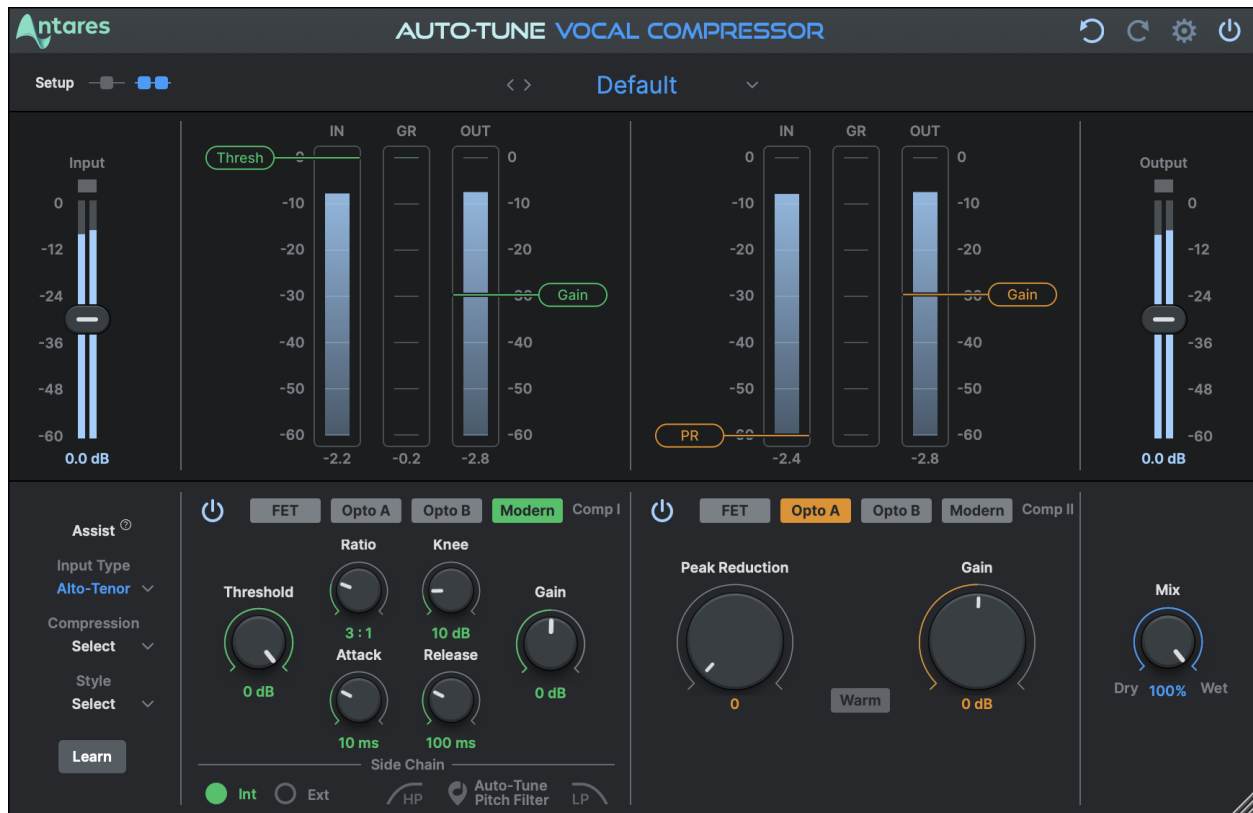 Antares
AUTO-TUNE VOCAL COMPRESSOR
Setup
Default
Input
0
-12
-24
-36
-48
-60
0.0 dB
IN GR OUT
Thresh
0 0
-10 -10
-20 -20
-30 -30
Gain
-40 -40
-50 -50
-60 -60
-2.2 -0.2 -2.8
IN GR OUT
0 0
-10 -10
-20 -20
-30 -30
Gain
-40 -40
-50 -50
PR
-60 -60
-2.4 -2.8
Output
0
-12
-24
-36
-48
-60
0.0 dB
Assist ?
Input Type
Alto-Tenor
Compression
Select
Style
Select
Learn
FET Opto A Opto B Modern Comp I
Threshold
0 dB
Ratio
3 : 1
Knee
10 dB
Attack
10 ms
Release
100 ms
Gain
0 dB
Side Chain
Int Ext
HP
Auto-Tune
Pitch Filter
LP
FET Opto A Opto B Modern Comp II
Peak Reduction
0
Warm
Gain
0 dB
Mix
Dry 100% Wet